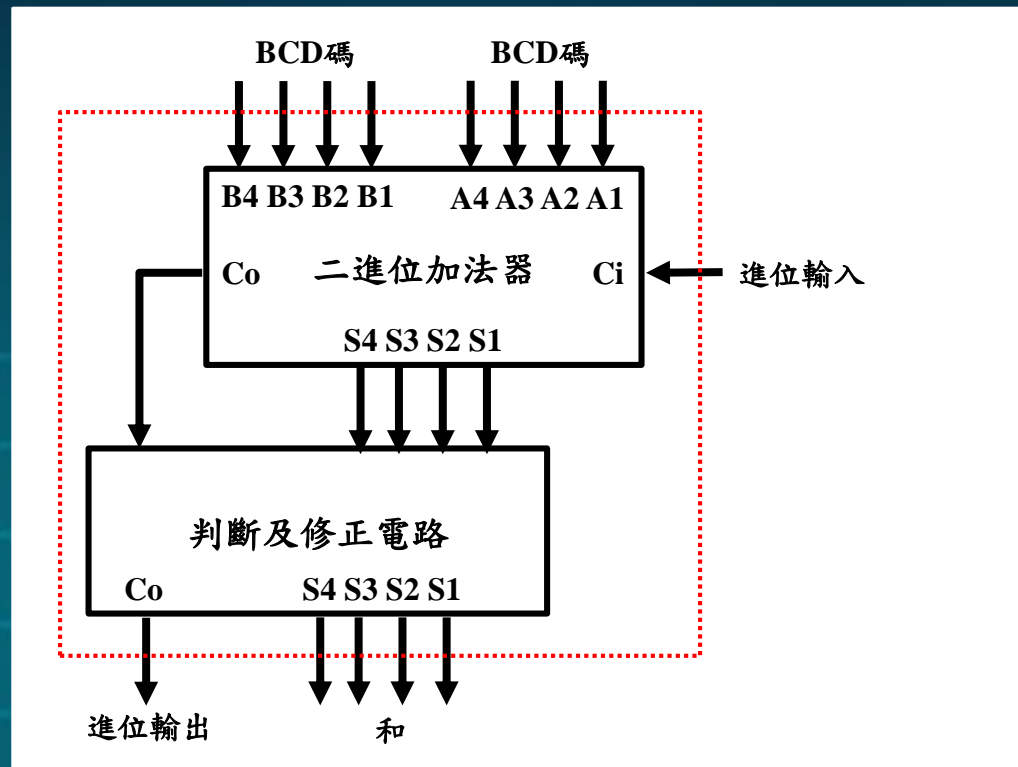 BCD碼 BCD碼
B4 B3 B2 B1 A4 A3 A2 A1
Co 二進位加法器 Ci 進位輸入
S4 S3 S2 S1
判斷及修正電路
Co S4 S3 S2 S1
進位輸出 和